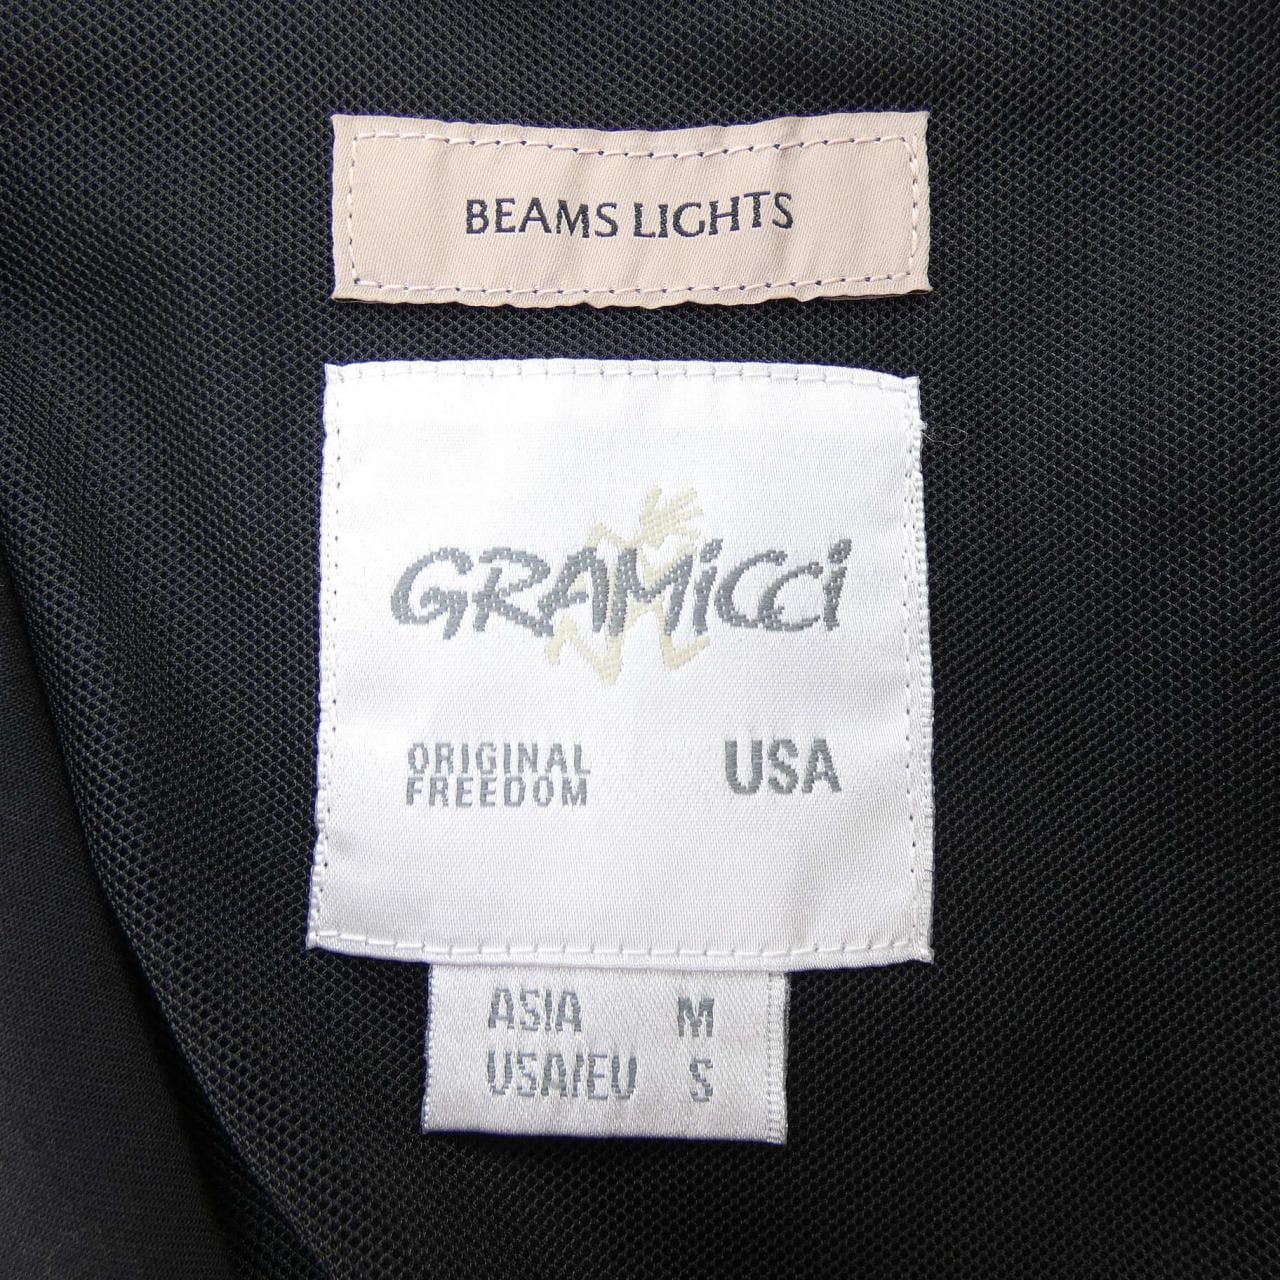 BEAMS LIGHTS
GRAMiCCi
ORIGINAL
FREEDOM
USA
ASIA M
USA/EU S